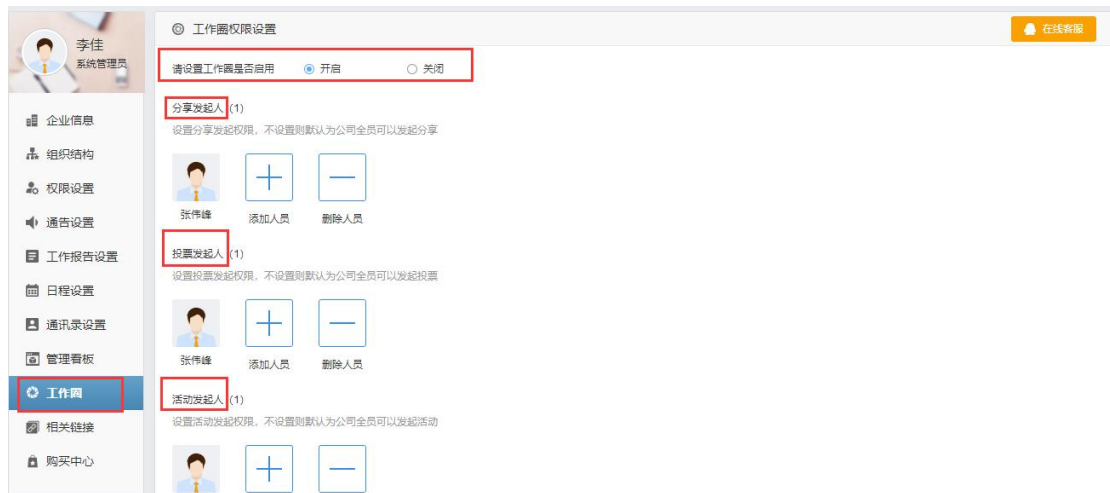 李佳
系统管理员
企业信息
组织结构
权限设置
通告设置
工作报告设置
日程设置
通讯录设置
管理看板
工作圈
相关链接
购买中心
工作圈权限设置
在线客服
请设置工作圈是否启用 开启 关闭
分享发起人 (1)
设置分享发起权限，不设置则默认为公司全员可以发起分享
张伟峰 添加人员 删除人员
投票发起人 (1)
设置投票发起权限，不设置则默认为公司全员可以发起投票
张伟峰 添加人员 删除人员
活动发起人 (1)
设置活动发起权限，不设置则默认为公司全员可以发起活动